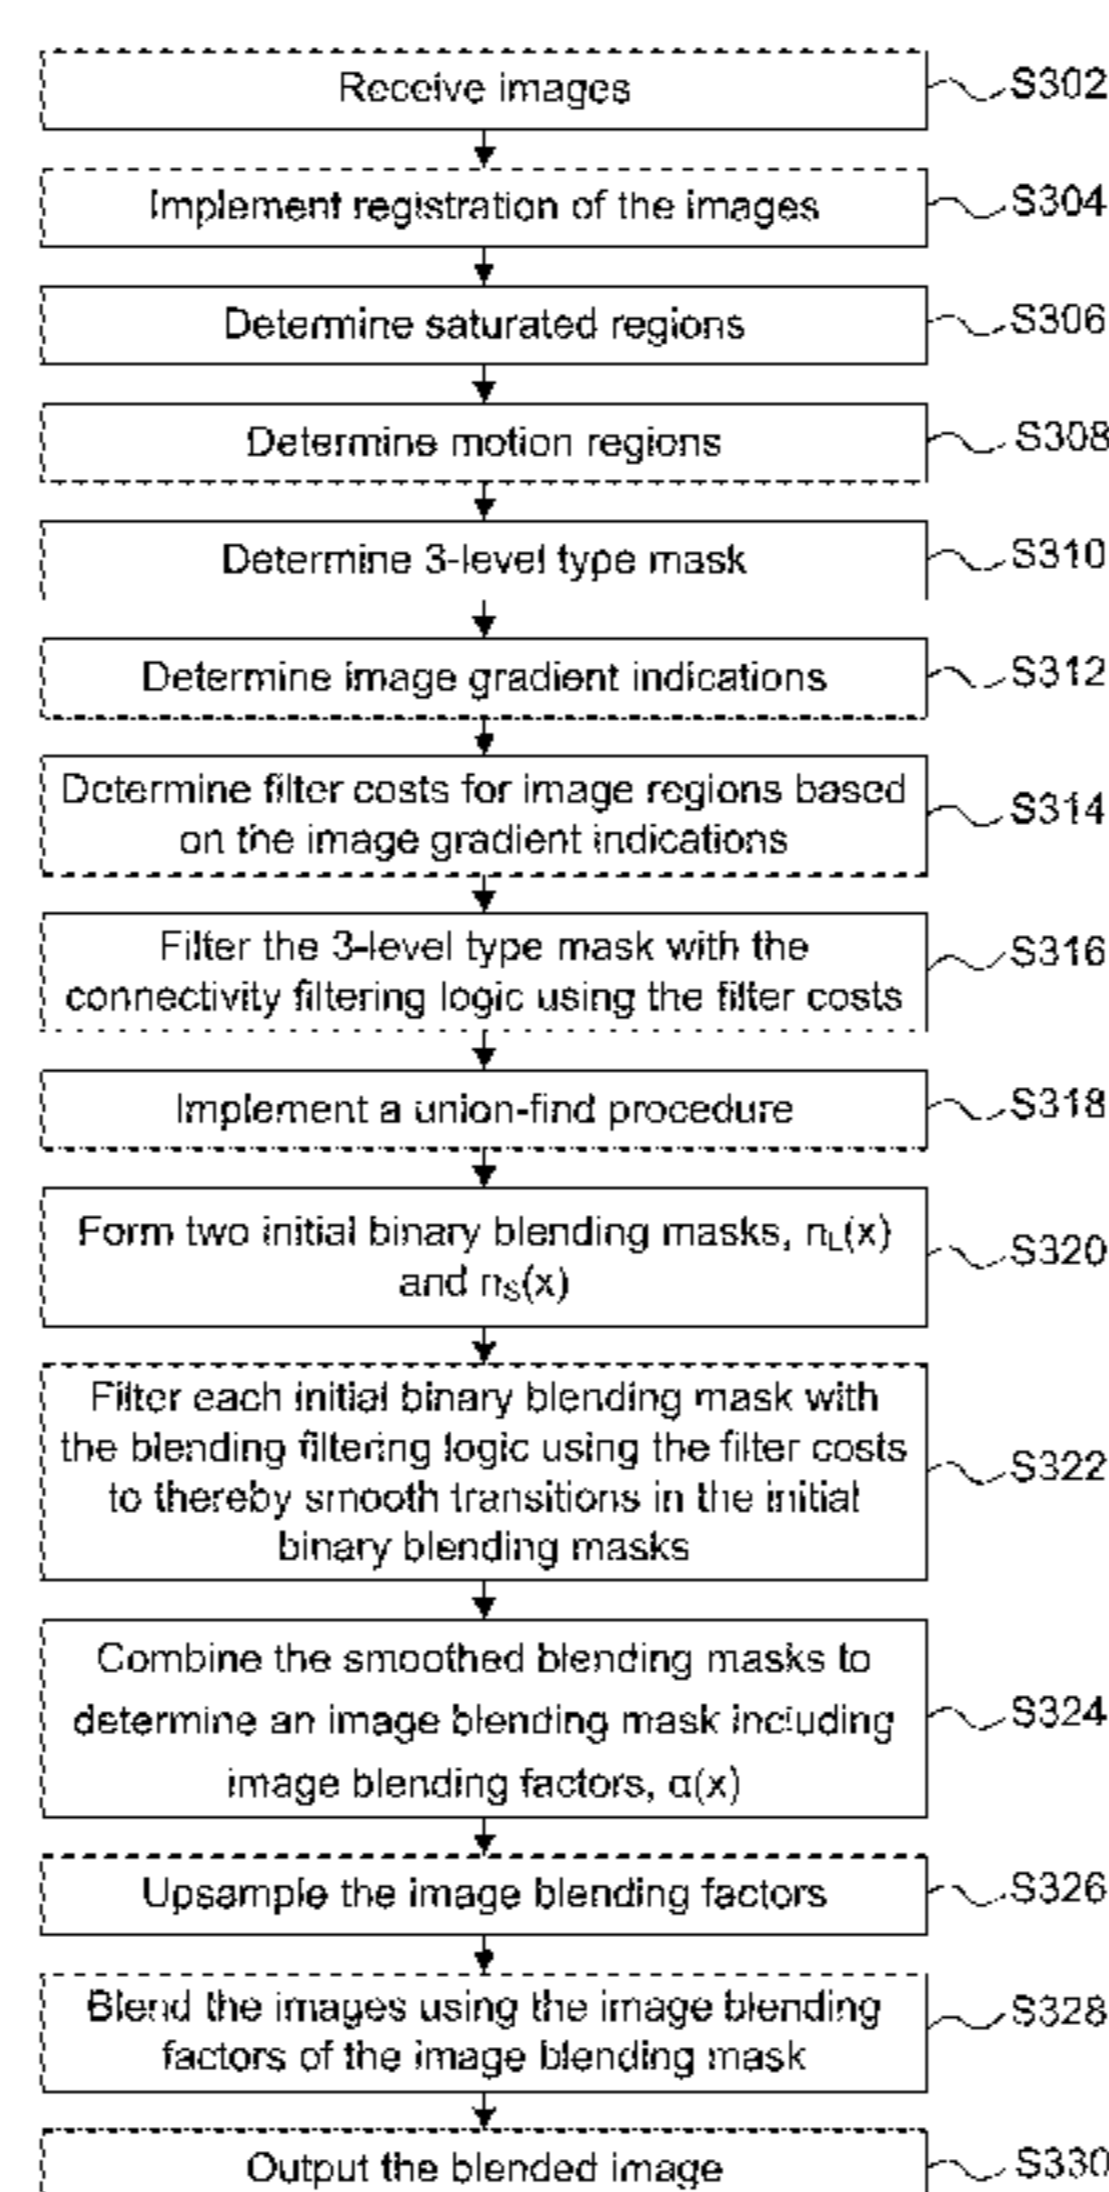 Receive images
S302
Implement registration of the images
S304
Determine saturated regions
S306
Determine motion regions
S308
Determine 3-level type mask
S310
Determine image gradient indications
S312
Determine filter costs for image regions based
on the image gradient indications
S314
Filter the 3-level type mask with the
connectivity filtering logic using the filter costs
S316
Implement a union-find procedure
S318
Form two initial binary blending masks, nL(x)
and nS(x)
S320
Filter each initial binary blending mask with
the blending filtering logic using the filter costs
to thereby smooth transitions in the initial
binary blending masks
S322
Combine the smoothed blending masks to
determine an image blending mask including
image blending factors, α(x)
S324
Upsample the image blending factors
S326
Blend the images using the image blending
factors of the image blending mask
S328
Output the blended image
S330